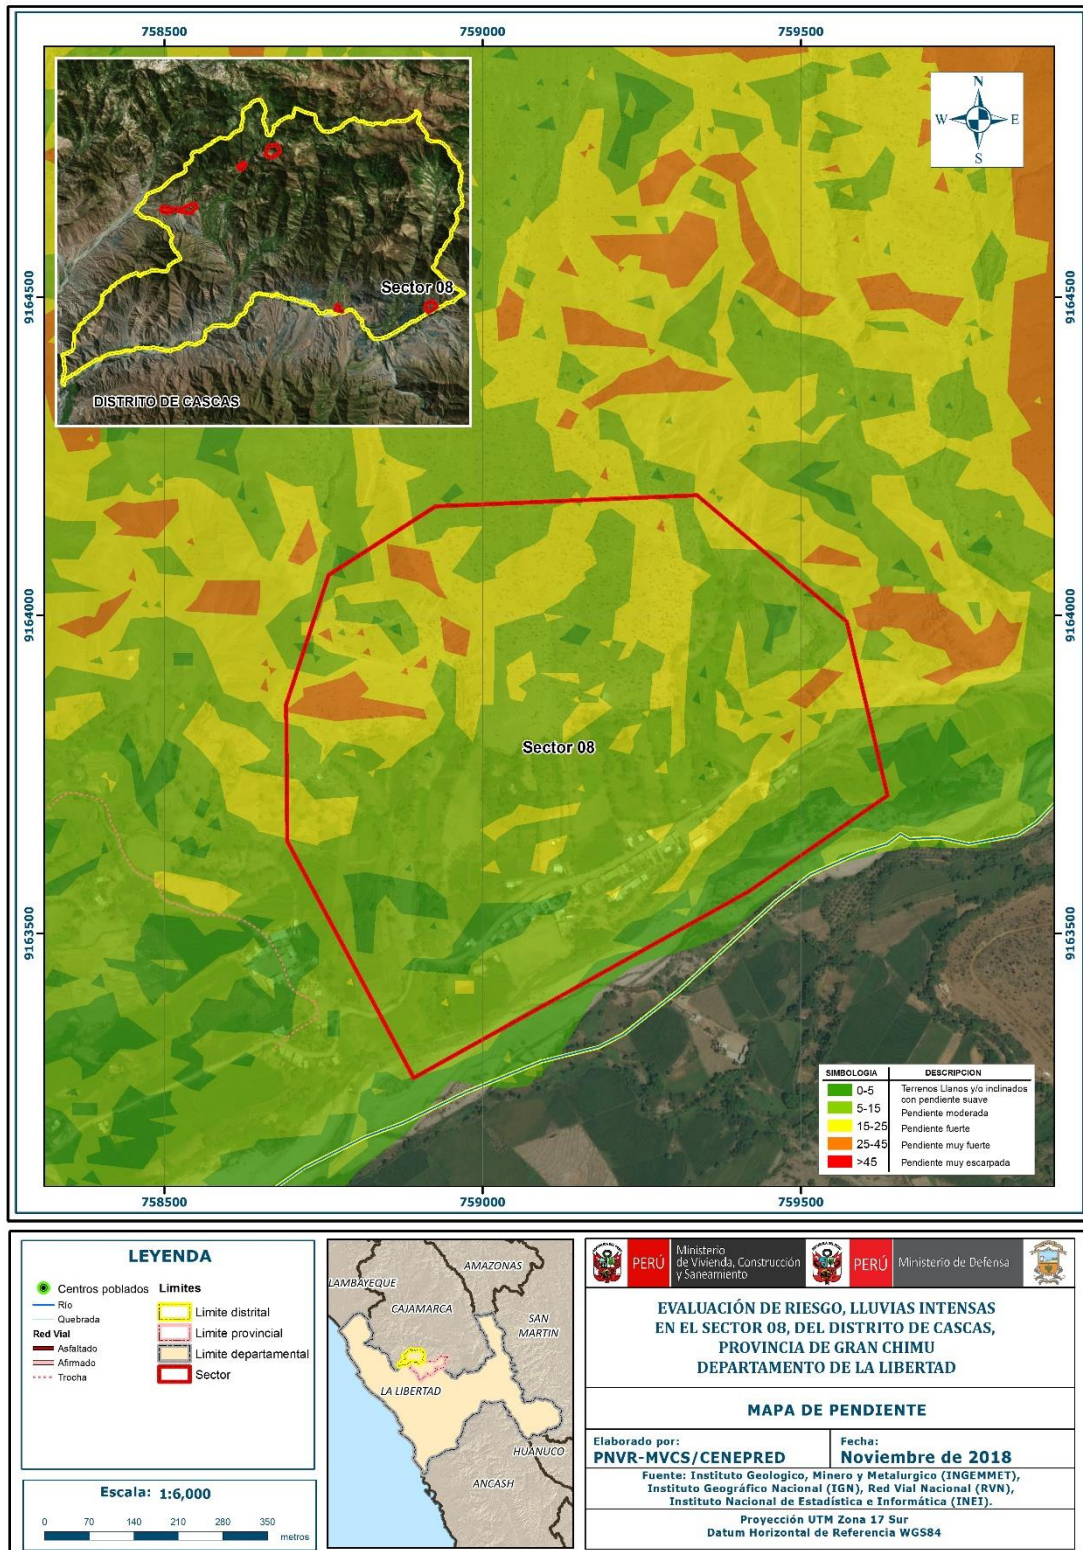 758500
759000
759500
N
W
E
S
Sector 08
DISTRITO DE CASCAS
9164500
9164500
9164000
9164000
Sector 08
9163500
9163500
SIMBOLOGIA
DESCRIPCION
0-5
Terrenos Llanos y/o inclinados
con pendiente suave
5-15
Pendiente moderada
15-25
Pendiente fuerte
25-45
Pendiente muy fuerte
>45
Pendiente muy escarpada
758500
759000
759500
LEYENDA
Centros poblados
Río
Quebrada
Red Vial
Asfaltado
Afirmado
Trocha
Limites
Limite distrital
Limite provincial
Limite departamental
Sector
Escala: 1:6,000
0 70 140 210 280 350
metros
LAMBAYEQUE
AMAZONAS
CAJAMARCA
SAN
MARTIN
LA LIBERTAD
HUANUCO
ANCASH
PERÚ
Ministerio
de Vivienda, Construcción
y Saneamiento
PERÚ
Ministerio de Defensa
EVALUACIÓN DE RIESGO, LLUVIAS INTENSAS
EN EL SECTOR 08, DEL DISTRITO DE CASCAS,
PROVINCIA DE GRAN CHIMU
DEPARTAMENTO DE LA LIBERTAD
MAPA DE PENDIENTE
Elaborado por:
PNVR-MVCS/CENEPRED
Fecha:
Noviembre de 2018
Fuente: Instituto Geologico, Minero y Metalurgico (INGEMMET),
Instituto Geográfico Nacional (IGN), Red Vial Nacional (RVN),
Instituto Nacional de Estadística e Informática (INEI).
Proyección UTM Zona 17 Sur
Datum Horizontal de Referencia WGS84